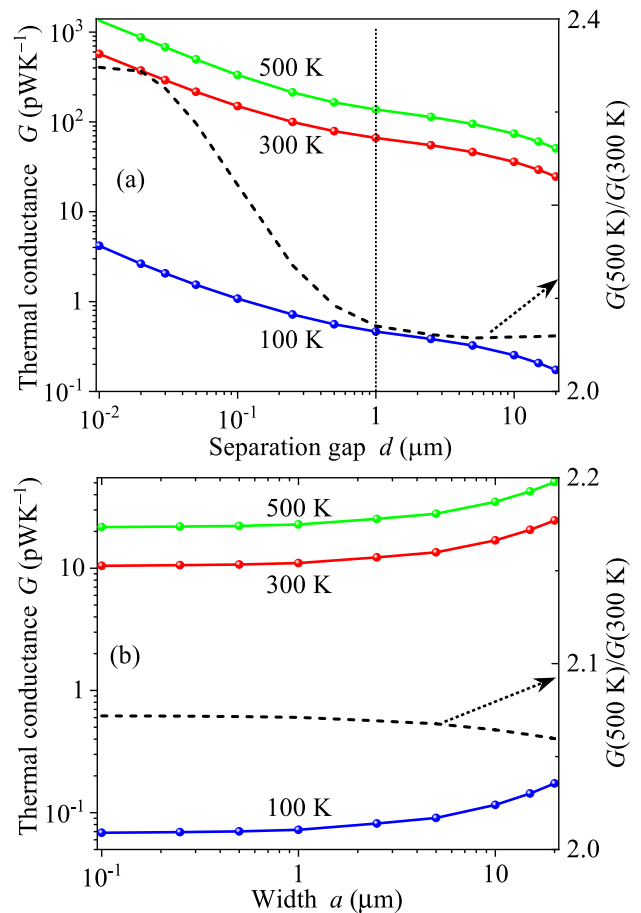 10³
10²
10
1
10⁻¹
Thermal conductance G (pWK⁻¹)
500 K
300 K
(a)
100 K
2.4
2.0
G(500 K)/G(300 K)
10⁻²
10⁻¹
1
10
Separation gap d (μm)
10
1
10⁻¹
Thermal conductance G (pWK⁻¹)
500 K
300 K
(b)
100 K
2.2
2.1
2.0
G(500 K)/G(300 K)
10⁻¹
1
10
Width a (μm)